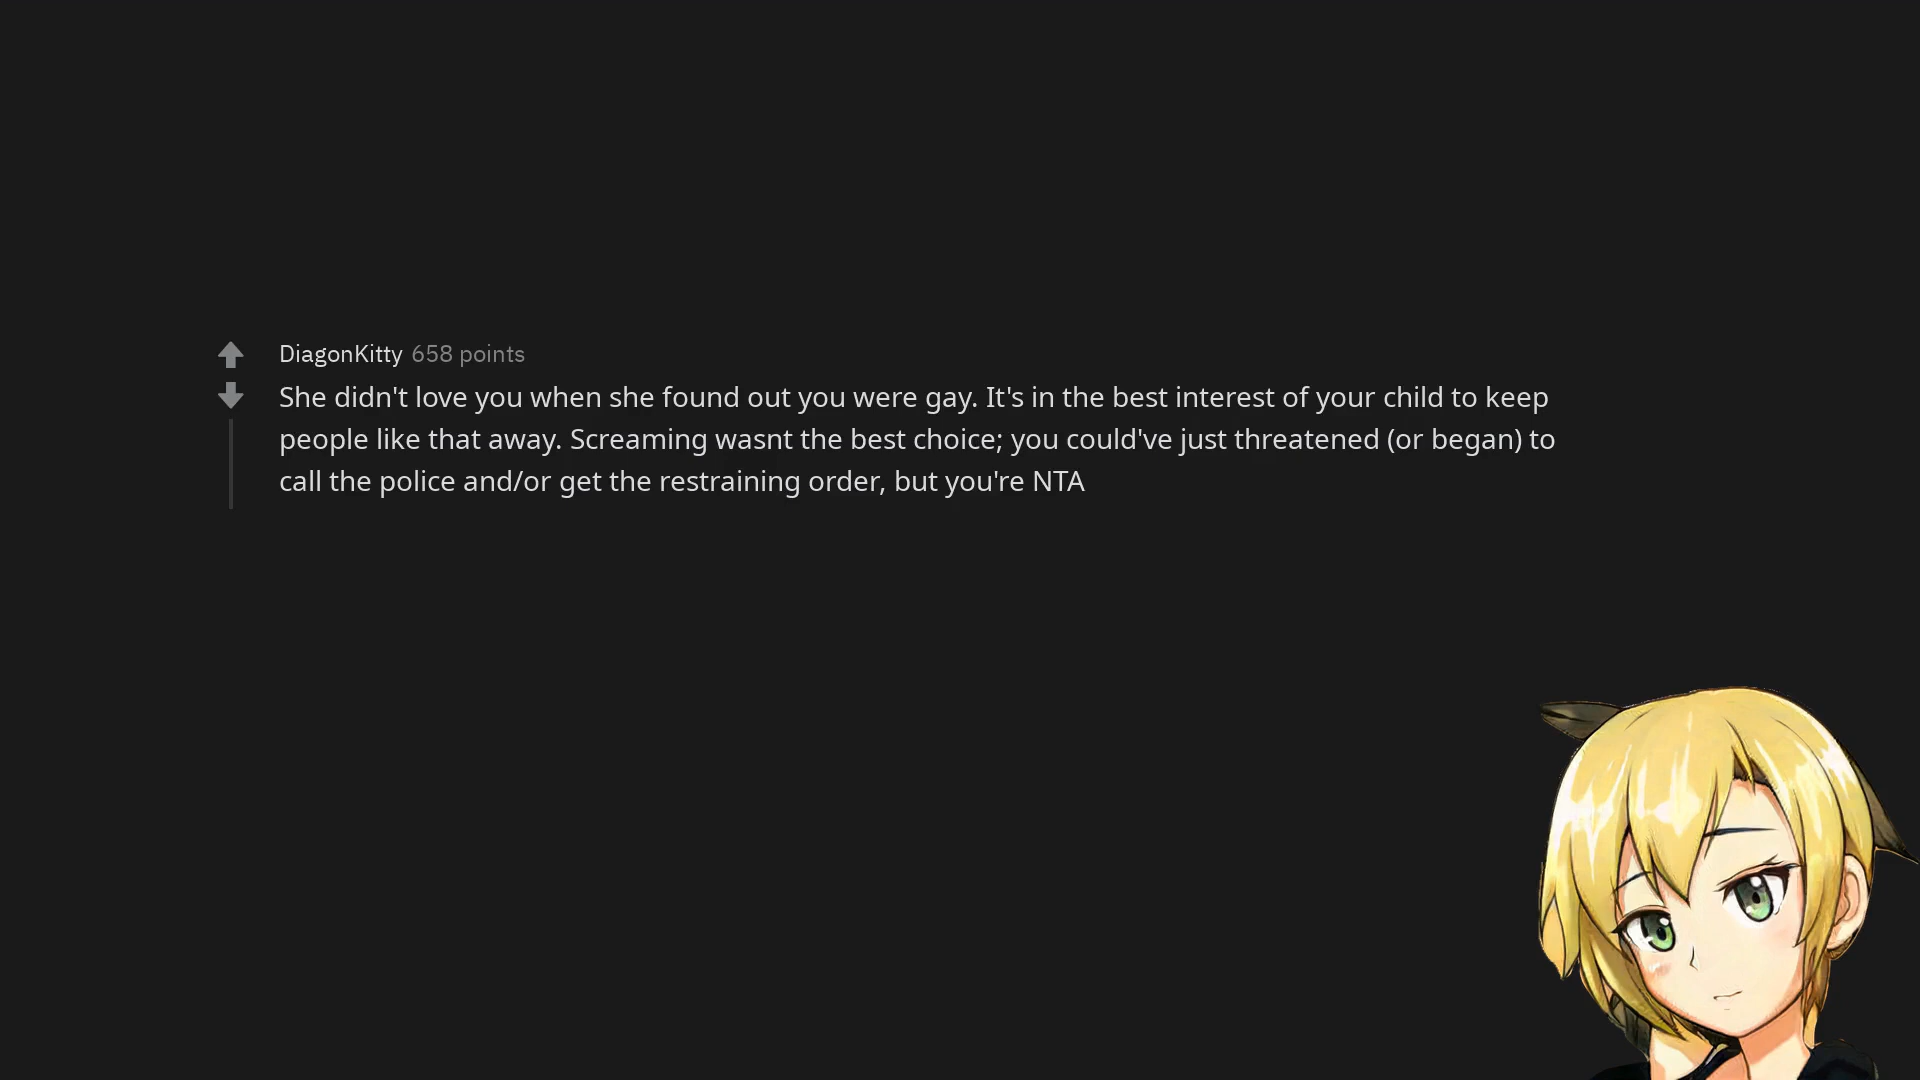 DiagonKitty 658 points
She didn't love you when she found out you were gay. It's in the best interest of your child to keep
people like that away. Screaming wasnt the best choice; you could've just threatened (or began) to
call the police and/or get the restraining order, but you're NTA